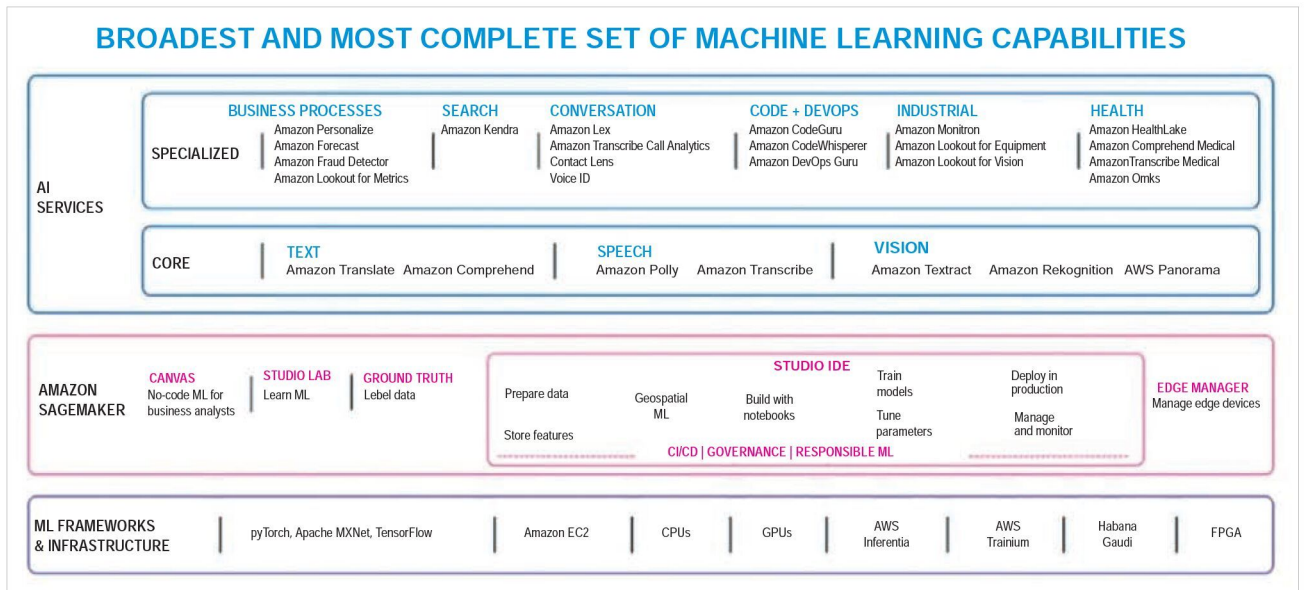 BROADEST AND MOST COMPLETE SET OF MACHINE LEARNING CAPABILITIES
AI
SERVICES
SPECIALIZED
BUSINESS PROCESSES
Amazon Personalize
Amazon Forecast
Amazon Fraud Detector
Amazon Lookout for Metrics
SEARCH
Amazon Kendra
CONVERSATION
Amazon Lex
Amazon Transcribe Call Analytics
Contact Lens
Voice ID
CODE + DEVOPS
Amazon CodeGuru
Amazon CodeWhisperer
Amazon DevOps Guru
INDUSTRIAL
Amazon Monitron
Amazon Lookout for Equipment
Amazon Lookout for Vision
HEALTH
Amazon HealthLake
Amazon Comprehend Medical
AmazonTranscribe Medical
Amazon Omks
CORE
TEXT
Amazon Translate Amazon Comprehend
SPEECH
Amazon Polly Amazon Transcribe
VISION
Amazon Textract Amazon Rekognition AWS Panorama
AMAZON
SAGEMAKER
CANVAS
No-code ML for
business analysts
STUDIO LAB
Learn ML
GROUND TRUTH
Lebel data
STUDIO IDE
Prepare data
Store features
Geospatial
ML
Build with
notebooks
Train
models
Tune
parameters
Deploy in
production
Manage
and monitor
CI/CD | GOVERNANCE | RESPONSIBLE ML
EDGE MANAGER
Manage edge devices
ML FRAMEWORKS
& INFRASTRUCTURE
pyTorch, Apache MXNet, TensorFlow
Amazon EC2
CPUs
GPUs
AWS
Inferentia
AWS
Trainium
Habana
Gaudi
FPGA